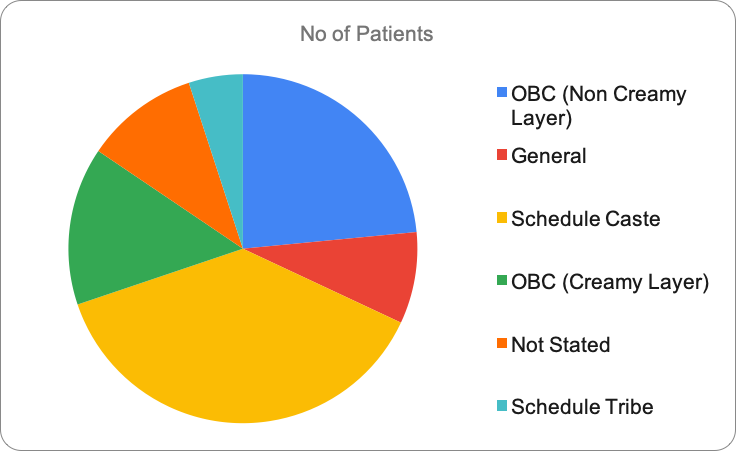 No of Patients
OBC (Non Creamy
Layer)
General
Schedule Caste
OBC (Creamy Layer)
Not Stated
Schedule Tribe